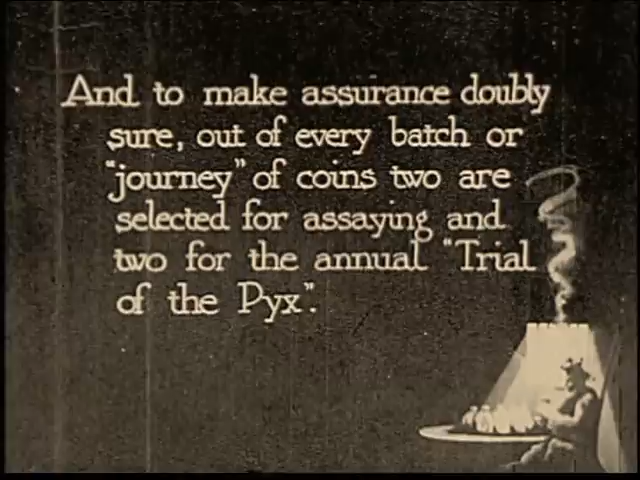 And to make assurance doubly
sure, out of every batch or
"journey" of coins two are
selected for assaying and
two for the annual "Trial
of the Pyx".